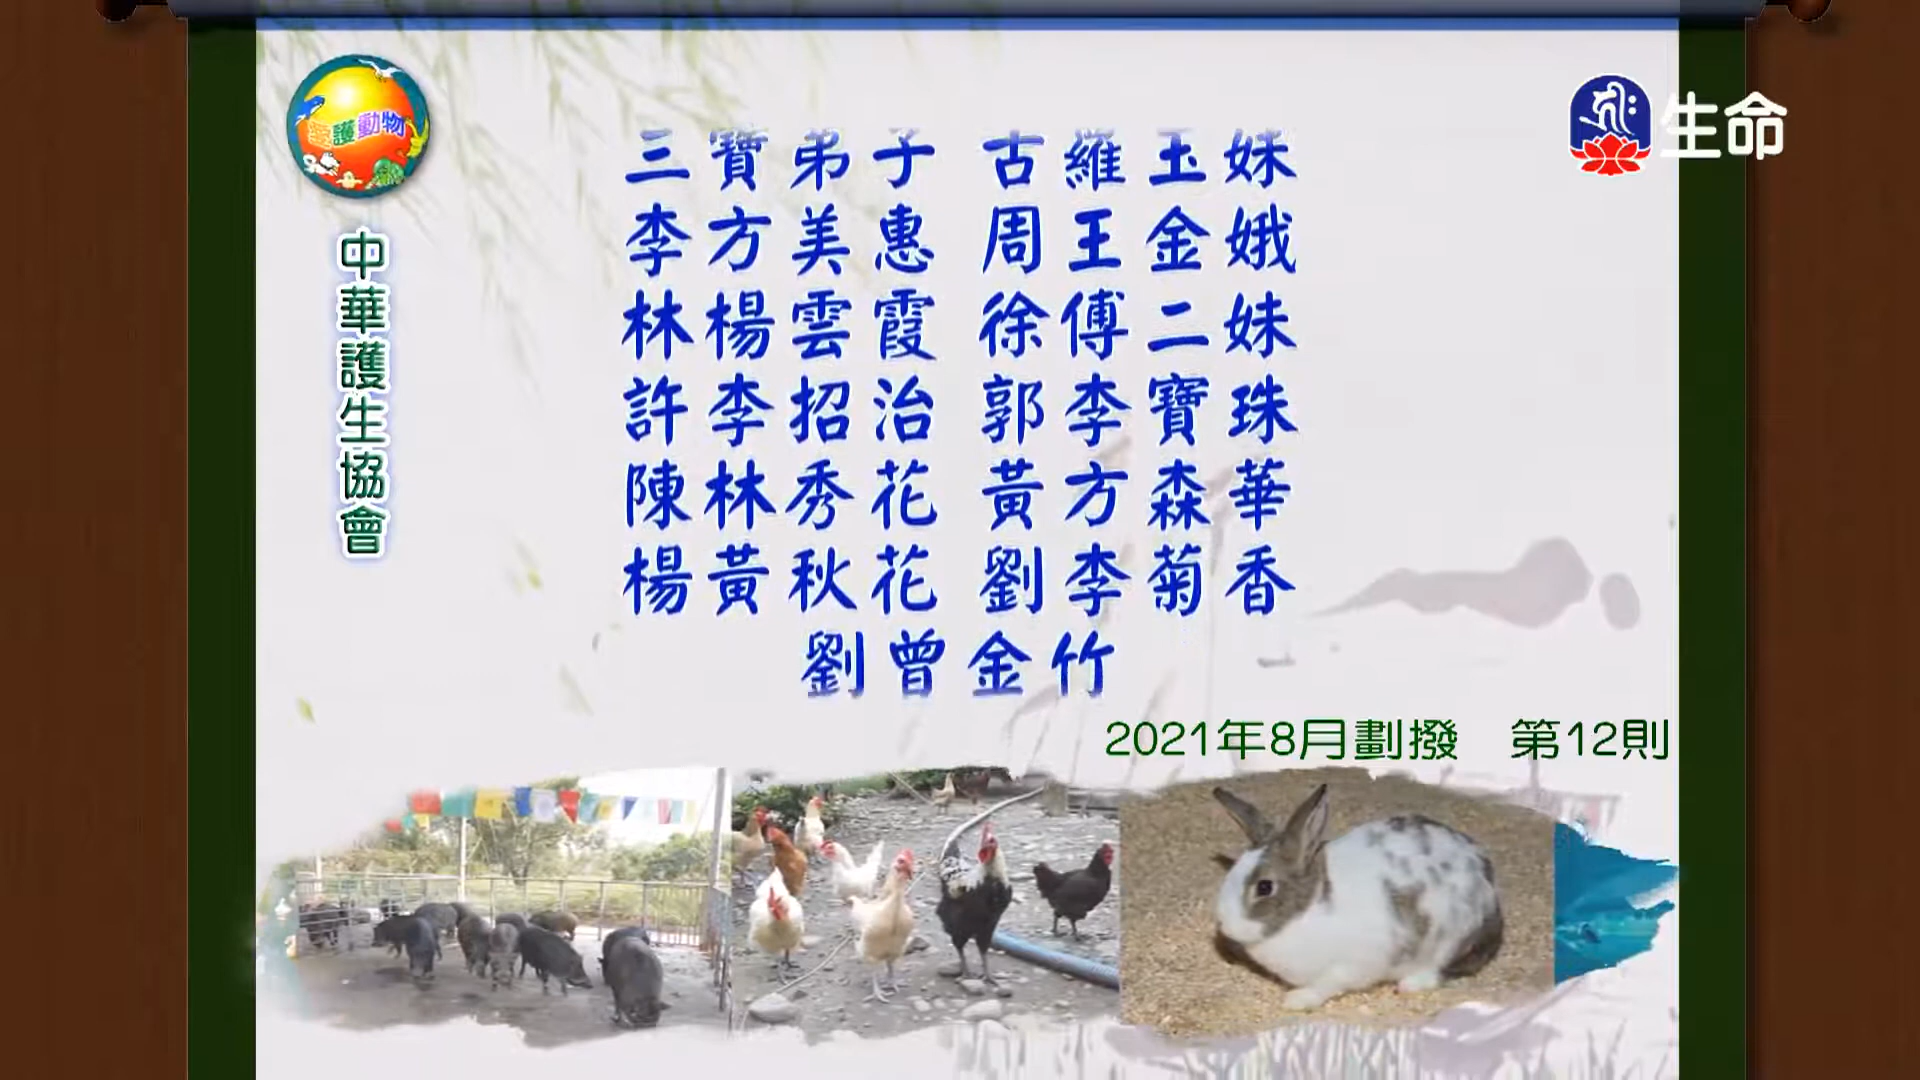 愛護動物
生命
中華護生協會
三寶弟子 古羅玉妹
李方美惠 周王金娥
林楊雲霞 徐傅二妹
許李招治 郭李寶珠
陳林秀花 黃方森華
楊黃秋花 劉李菊香
劉曾金竹
2021年8月劃撥 第12則